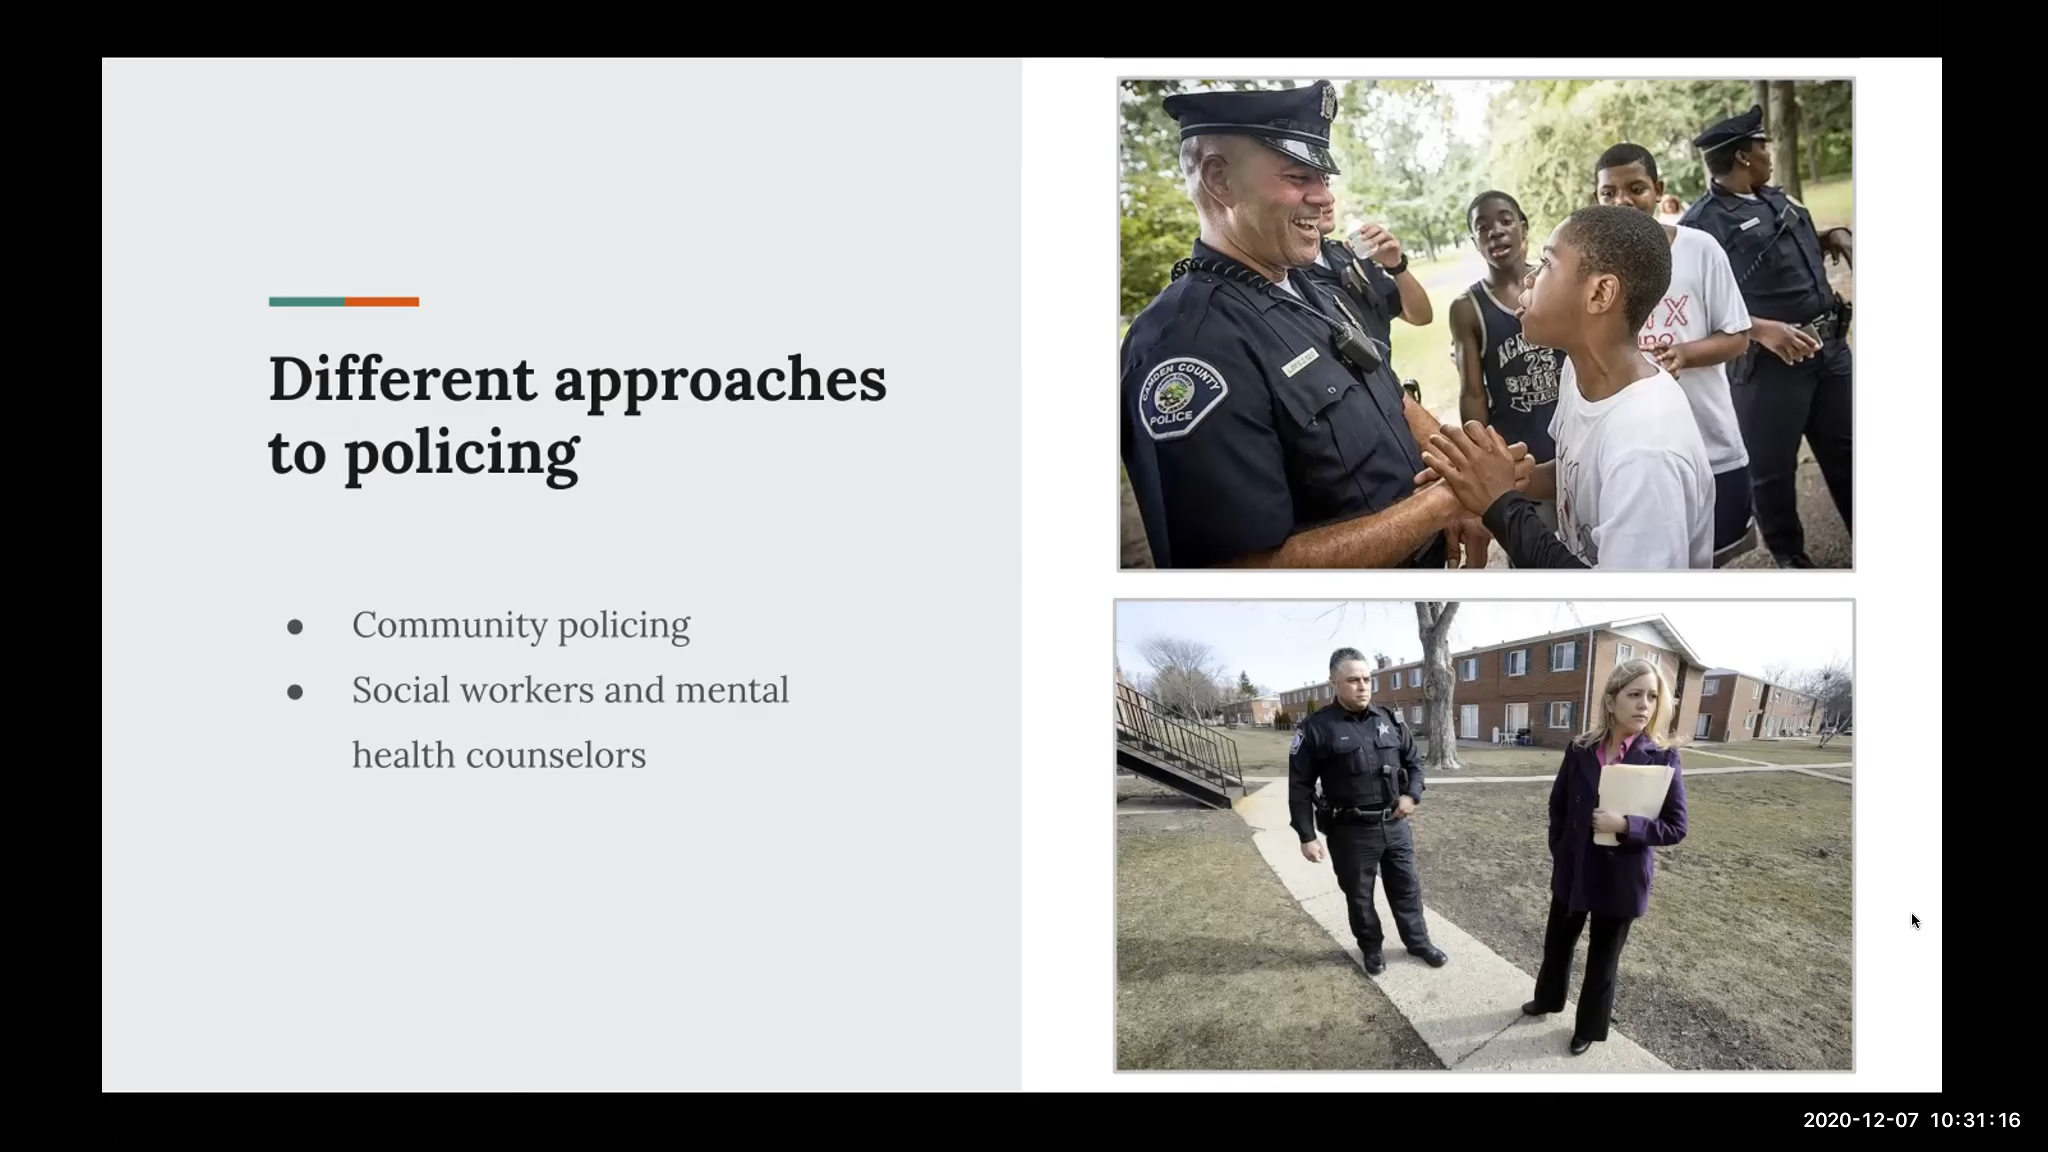 Different approaches
to policing
● Community policing
● Social workers and mental
health counselors
CAMDEN COUNTY
POLICE
25
2020-12-07 10:31:16